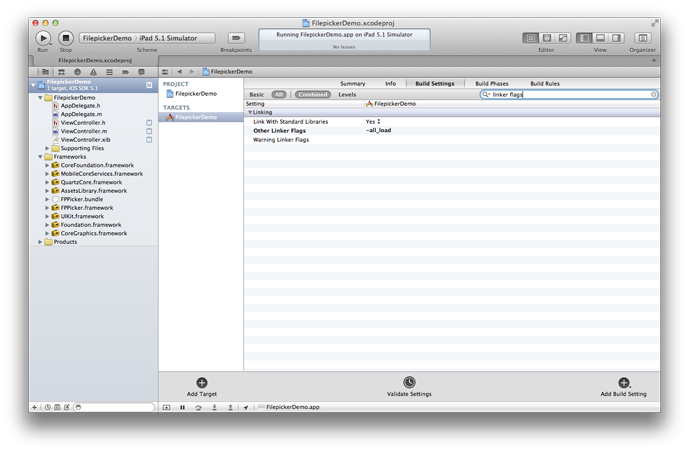 FilepickerDemo.xcodeproj
FilepickerDemo iPad 5.1 Simulator
Running FilepickerDemo.app on iPad 5.1 Simulator
No Issues
Run Stop Scheme Breakpoints Editor View Organizer
FilepickerDemo.xcodeproj
FilepickerDemo
FilepickerDemo
1 target, iOS SDK 5.1
FilepickerDemo
AppDelegate.h
AppDelegate.m
ViewController.h
ViewController.m
ViewController.xib
Supporting Files
Frameworks
CoreFoundation.framework
MobileCoreServices.framework
QuartzCore.framework
AssetsLibrary.framework
FPPicker.bundle
FPPicker.framework
UIKit.framework
Foundation.framework
CoreGraphics.framework
Products
PROJECT
FilepickerDemo
TARGETS
FilepickerDemo
Summary Info Build Settings Build Phases Build Rules
Basic All Combined Levels linker flags
Setting FilepickerDemo
Linking
Link With Standard Libraries Yes
Other Linker Flags -all_load
Warning Linker Flags
Add Target Validate Settings Add Build Setting
FilepickerDemo.app